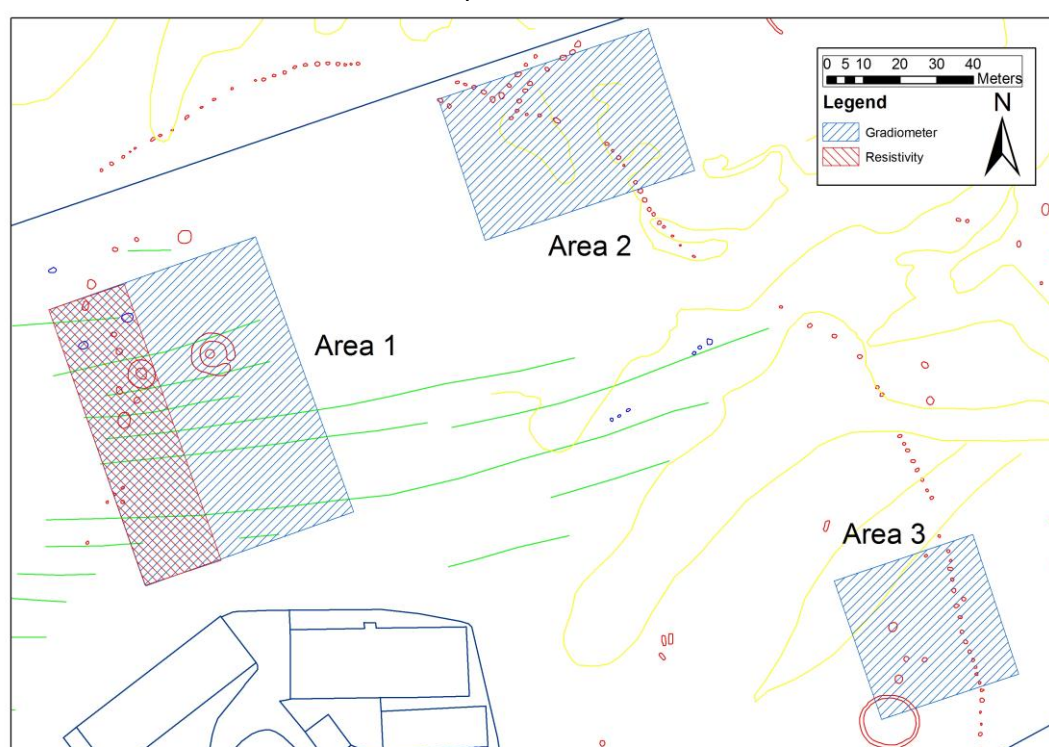 0 5 10 20 30 40
Meters
Legend
N
Gradiometer
Resistivity
Area 2
Area 1
Area 3